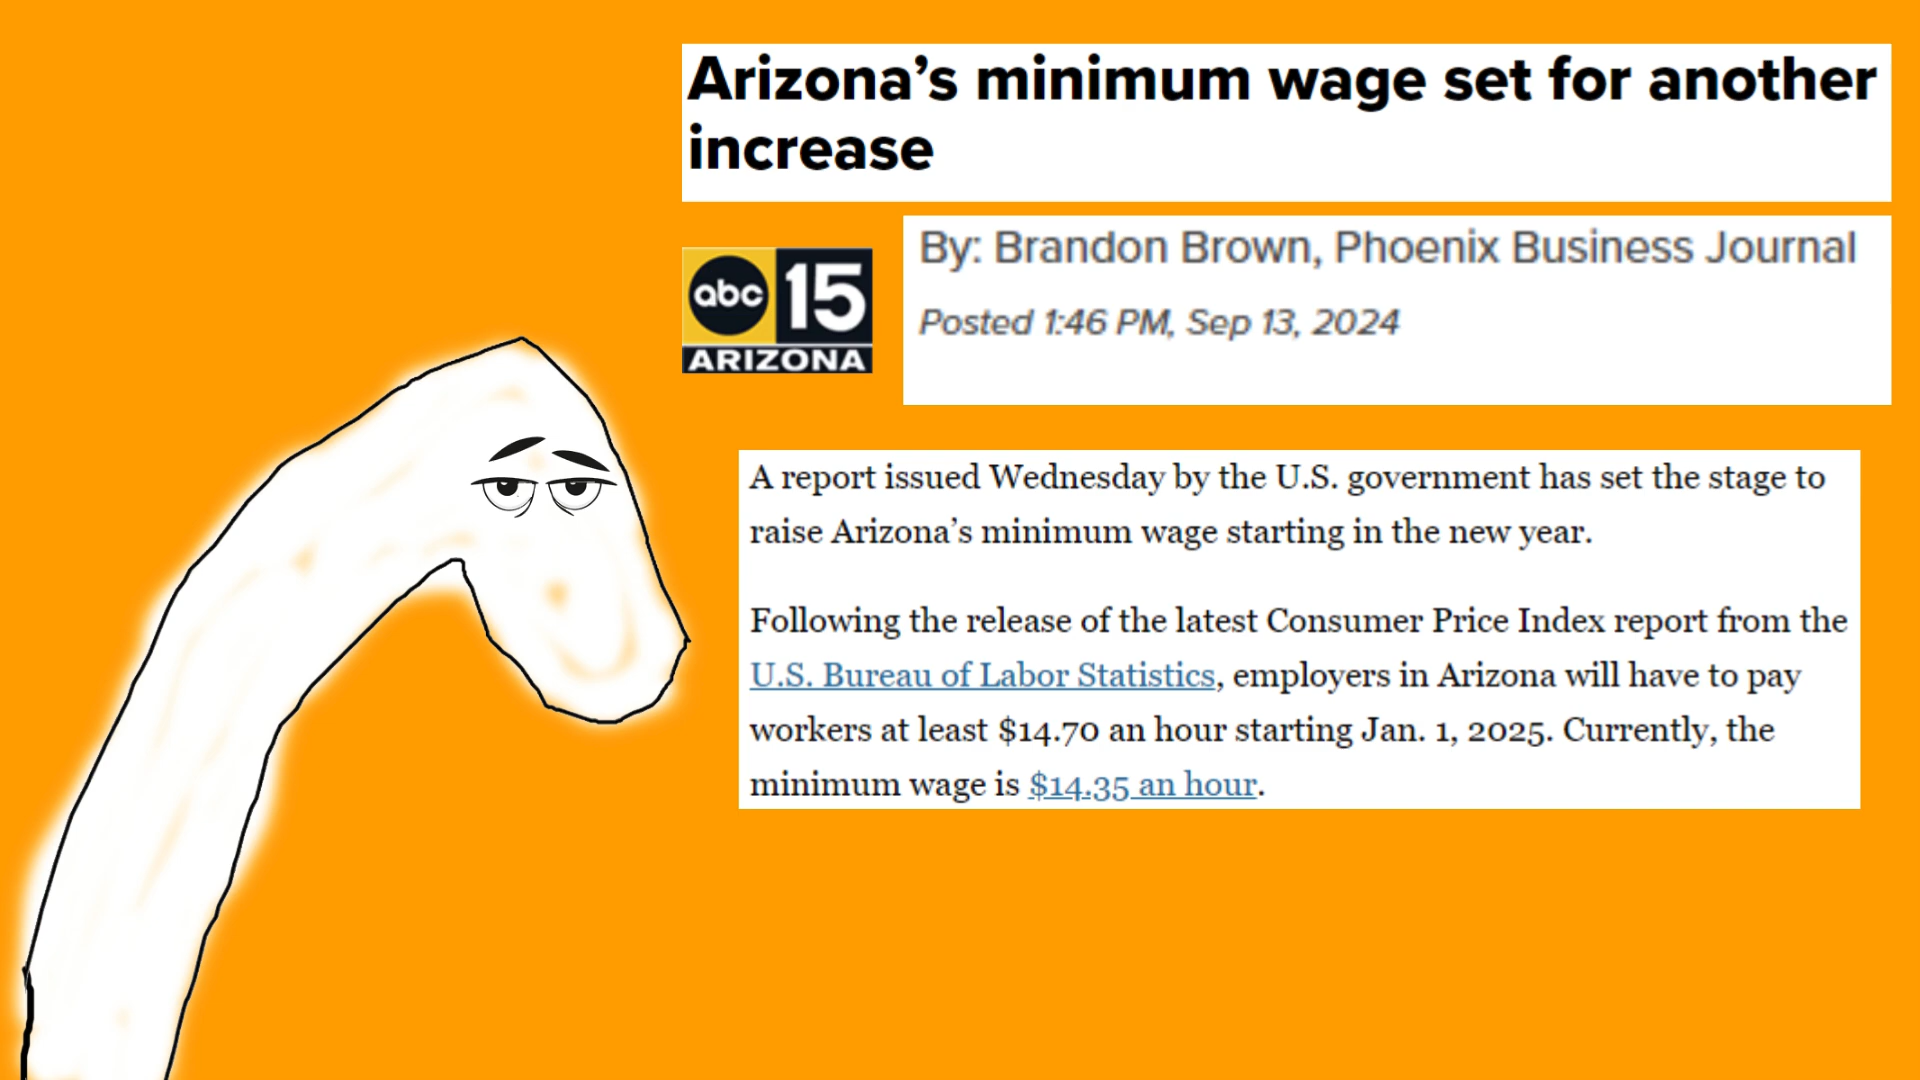 Arizona’s minimum wage set for another
increase
By: Brandon Brown, Phoenix Business Journal
Posted 1:46 PM, Sep 13, 2024
abc 15
ARIZONA
A report issued Wednesday by the U.S. government has set the stage to
raise Arizona’s minimum wage starting in the new year.
Following the release of the latest Consumer Price Index report from the
U.S. Bureau of Labor Statistics, employers in Arizona will have to pay
workers at least $14.70 an hour starting Jan. 1, 2025. Currently, the
minimum wage is $14.35 an hour.